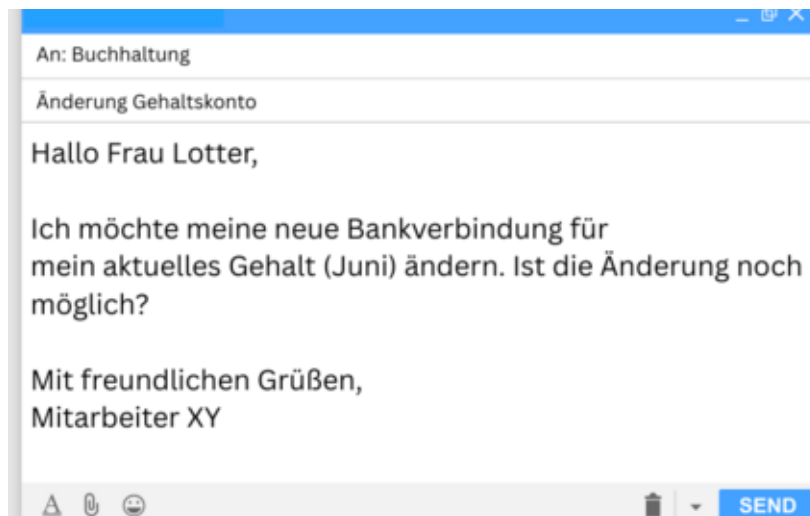 An: Buchhaltung
Änderung Gehaltskonto
Hallo Frau Lotter,
Ich möchte meine neue Bankverbindung für
mein aktuelles Gehalt (Juni) ändern. Ist die Änderung noch
möglich?
Mit freundlichen Grüßen,
Mitarbeiter XY
SEND